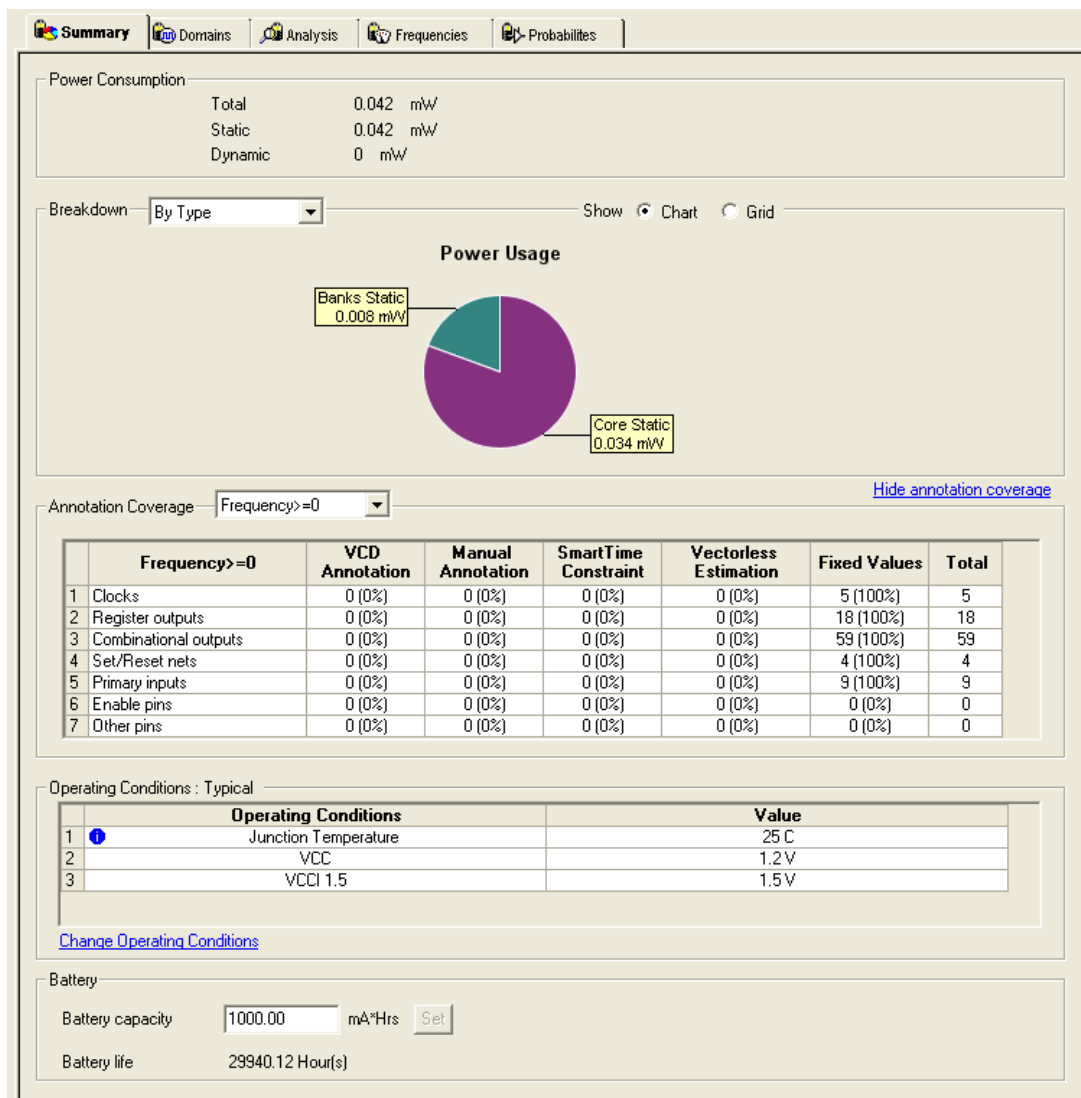 Summary Domains Analysis Frequencies Probabilites
Power Consumption
Total 0.042 mW
Static 0.042 mW
Dynamic 0 mW
Breakdown By Type Show Chart Grid
Power Usage
Banks Static
0.008 mW
Core Static
0.034 mW
Hide annotation coverage
Annotation Coverage Frequency>=0
Frequency>=0 VCD Annotation Manual Annotation SmartTime Constraint Vectorless Estimation Fixed Values Total
1 Clocks 0 (0%) 0 (0%) 0 (0%) 0 (0%) 5 (100%) 5
2 Register outputs 0 (0%) 0 (0%) 0 (0%) 0 (0%) 18 (100%) 18
3 Combinational outputs 0 (0%) 0 (0%) 0 (0%) 0 (0%) 59 (100%) 59
4 Set/Reset nets 0 (0%) 0 (0%) 0 (0%) 0 (0%) 4 (100%) 4
5 Primary inputs 0 (0%) 0 (0%) 0 (0%) 0 (0%) 9 (100%) 9
6 Enable pins 0 (0%) 0 (0%) 0 (0%) 0 (0%) 0 (0%) 0
7 Other pins 0 (0%) 0 (0%) 0 (0%) 0 (0%) 0 (0%) 0
Operating Conditions : Typical
Operating Conditions Value
1 Junction Temperature 25 C
2 VCC 1.2 V
3 VCCI 1.5 1.5 V
Change Operating Conditions
Battery
Battery capacity 1000.00 mA*Hrs Set
Battery life 29940.12 Hour(s)